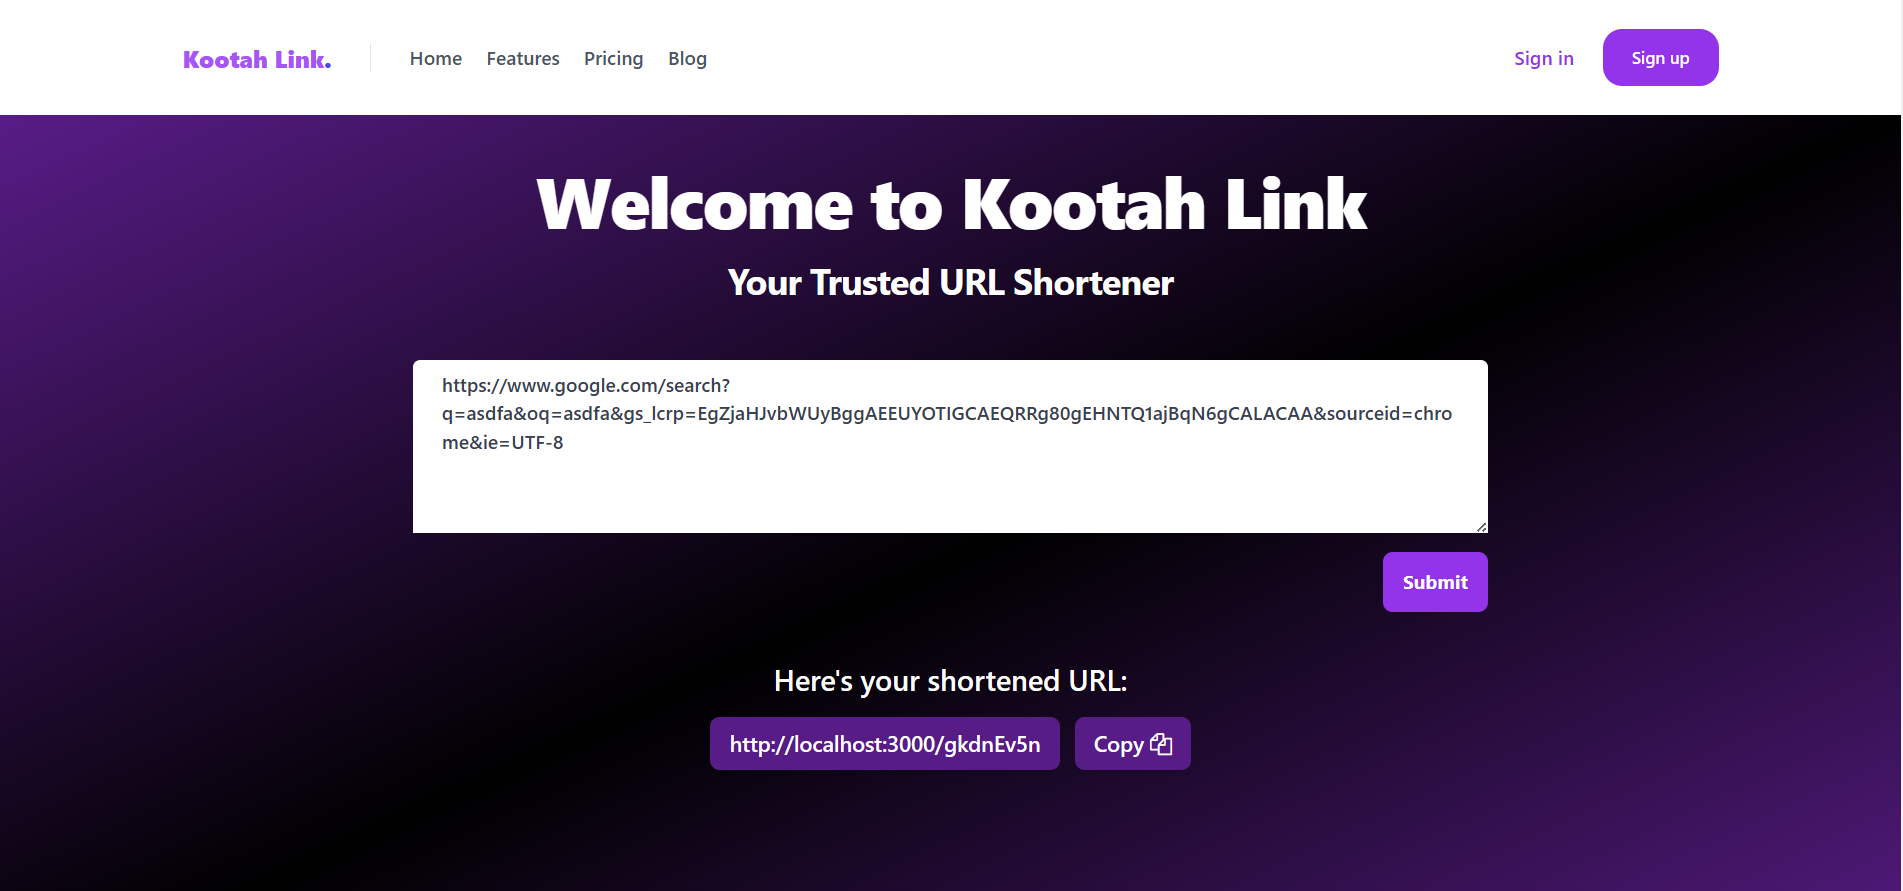 Kootah Link.
Home Features Pricing Blog
Sign in
Sign up
Welcome to Kootah Link
Your Trusted URL Shortener
https://www.google.com/search?
q=asdfa&oq=asdfa&gs_lcrp=EgZjaHJvbWUyBggAEEUYOTIGCAEQRRg80gEHNTQ1ajBqN6gCALACAA&sourceid=chro
me&ie=UTF-8
Submit
Here's your shortened URL:
http://localhost:3000/gkdnEv5n
Copy